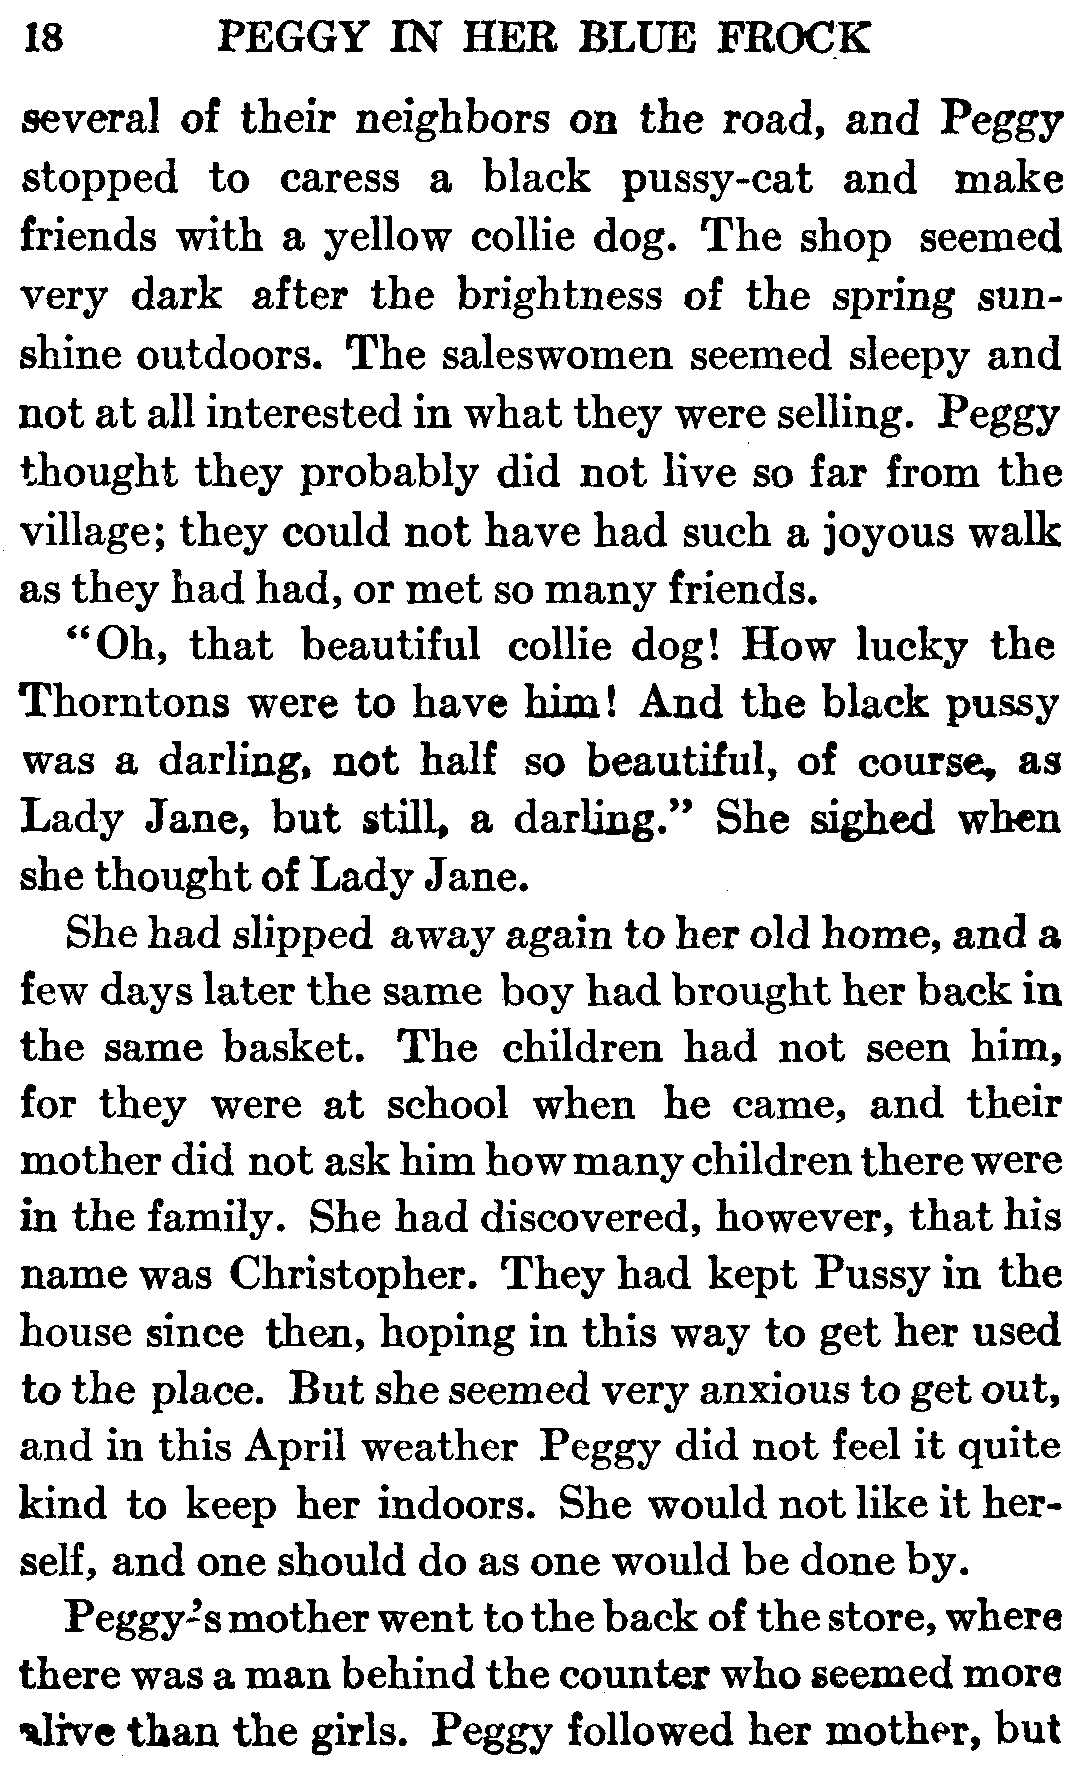 18 PEGGY IN HER BLUE FROCK
several of their neighbors on the road, and Peggy
stopped to caress a black pussy-cat and make
friends with a yellow collie dog. The shop seemed
very dark after the brightness of the spring sun-
shine outdoors. The saleswomen seemed sleepy and
not at all interested in what they were selling. Peggy
thought they probably did not live so far from the
village; they could not have had such a joyous walk
as they had had, or met so many friends.
"Oh, that beautiful collie dog! How lucky the
Thorntons were to have him! And the black pussy
was a darling, not half so beautiful, of course, as
Lady Jane, but still, a darling." She sighed when
she thought of Lady Jane.
She had slipped away again to her old home, and a
few days later the same boy had brought her back in
the same basket. The children had not seen him,
for they were at school when he came, and their
mother did not ask him how many children there were
in the family. She had discovered, however, that his
name was Christopher. They had kept Pussy in the
house since then, hoping in this way to get her used
to the place. But she seemed very anxious to get out,
and in this April weather Peggy did not feel it quite
kind to keep her indoors. She would not like it her-
self, and one should do as one would be done by.
Peggy's mother went to the back of the store, where
there was a man behind the counter who seemed more
alive than the girls. Peggy followed her mother, but